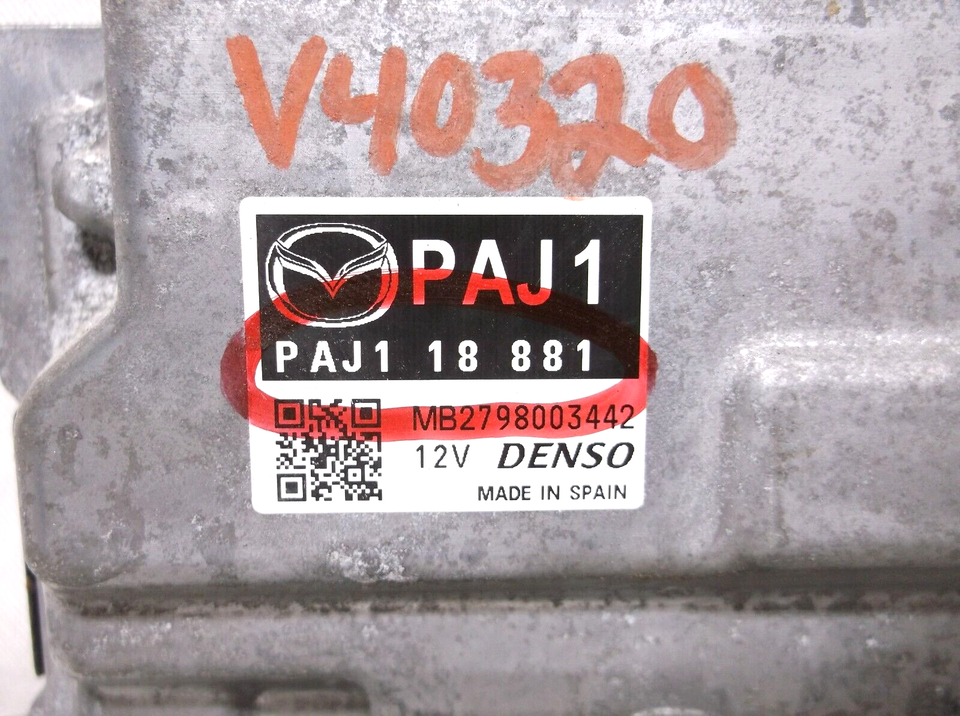 V40320
PAJ1
PAJ1 18 881
MB2798003442
12V DENSO
MADE IN SPAIN